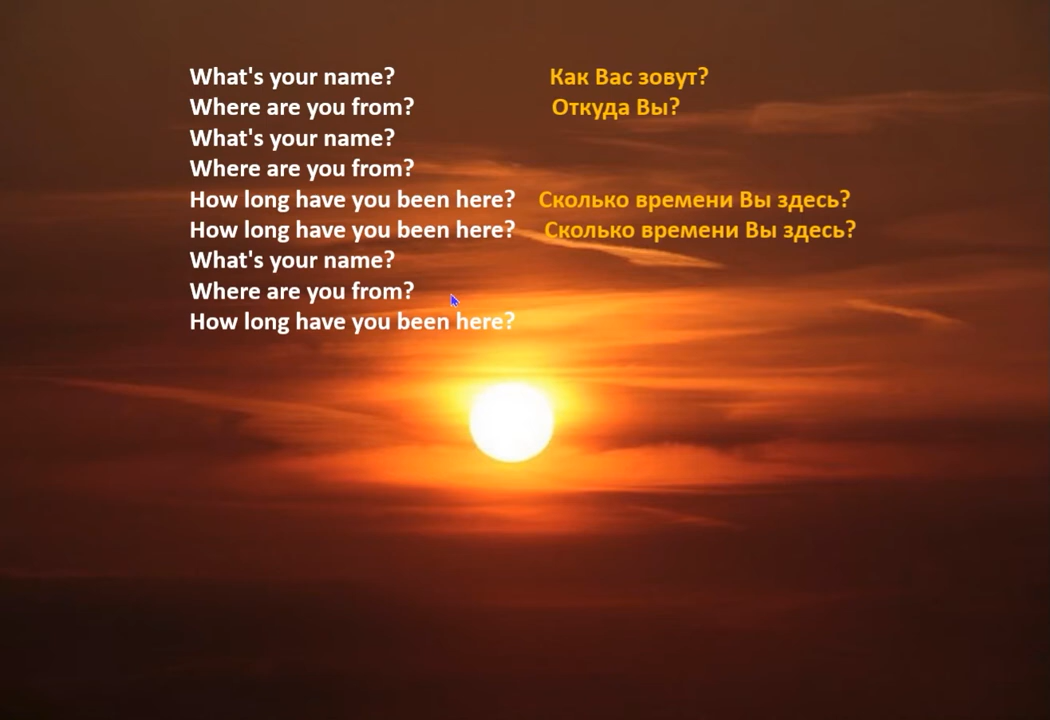 What's your name? Как Вас зовут?
Where are you from? Откуда Вы?
What's your name?
Where are you from?
How long have you been here? Сколько времени Вы здесь?
How long have you been here? Сколько времени Вы здесь?
What's your name?
Where are you from?
How long have you been here?